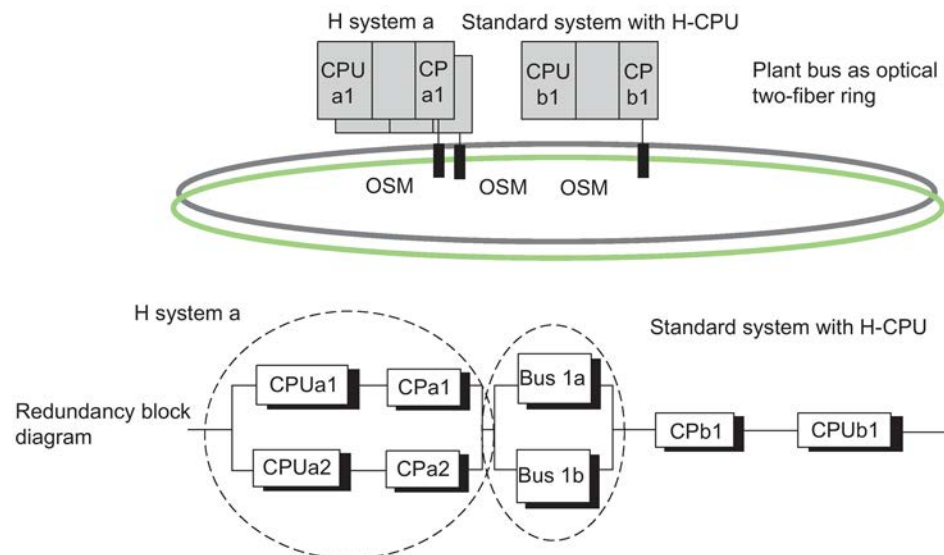 H system a
Standard system with H-CPU
CPU
a1
CP
a1
CPU
b1
CP
b1
Plant bus as optical
two-fiber ring
OSM
OSM
OSM
H system a
Standard system with H-CPU
Redundancy block
diagram
CPUa1
CPa1
Bus 1a
CPb1
CPUb1
CPUa2
CPa2
Bus 1b